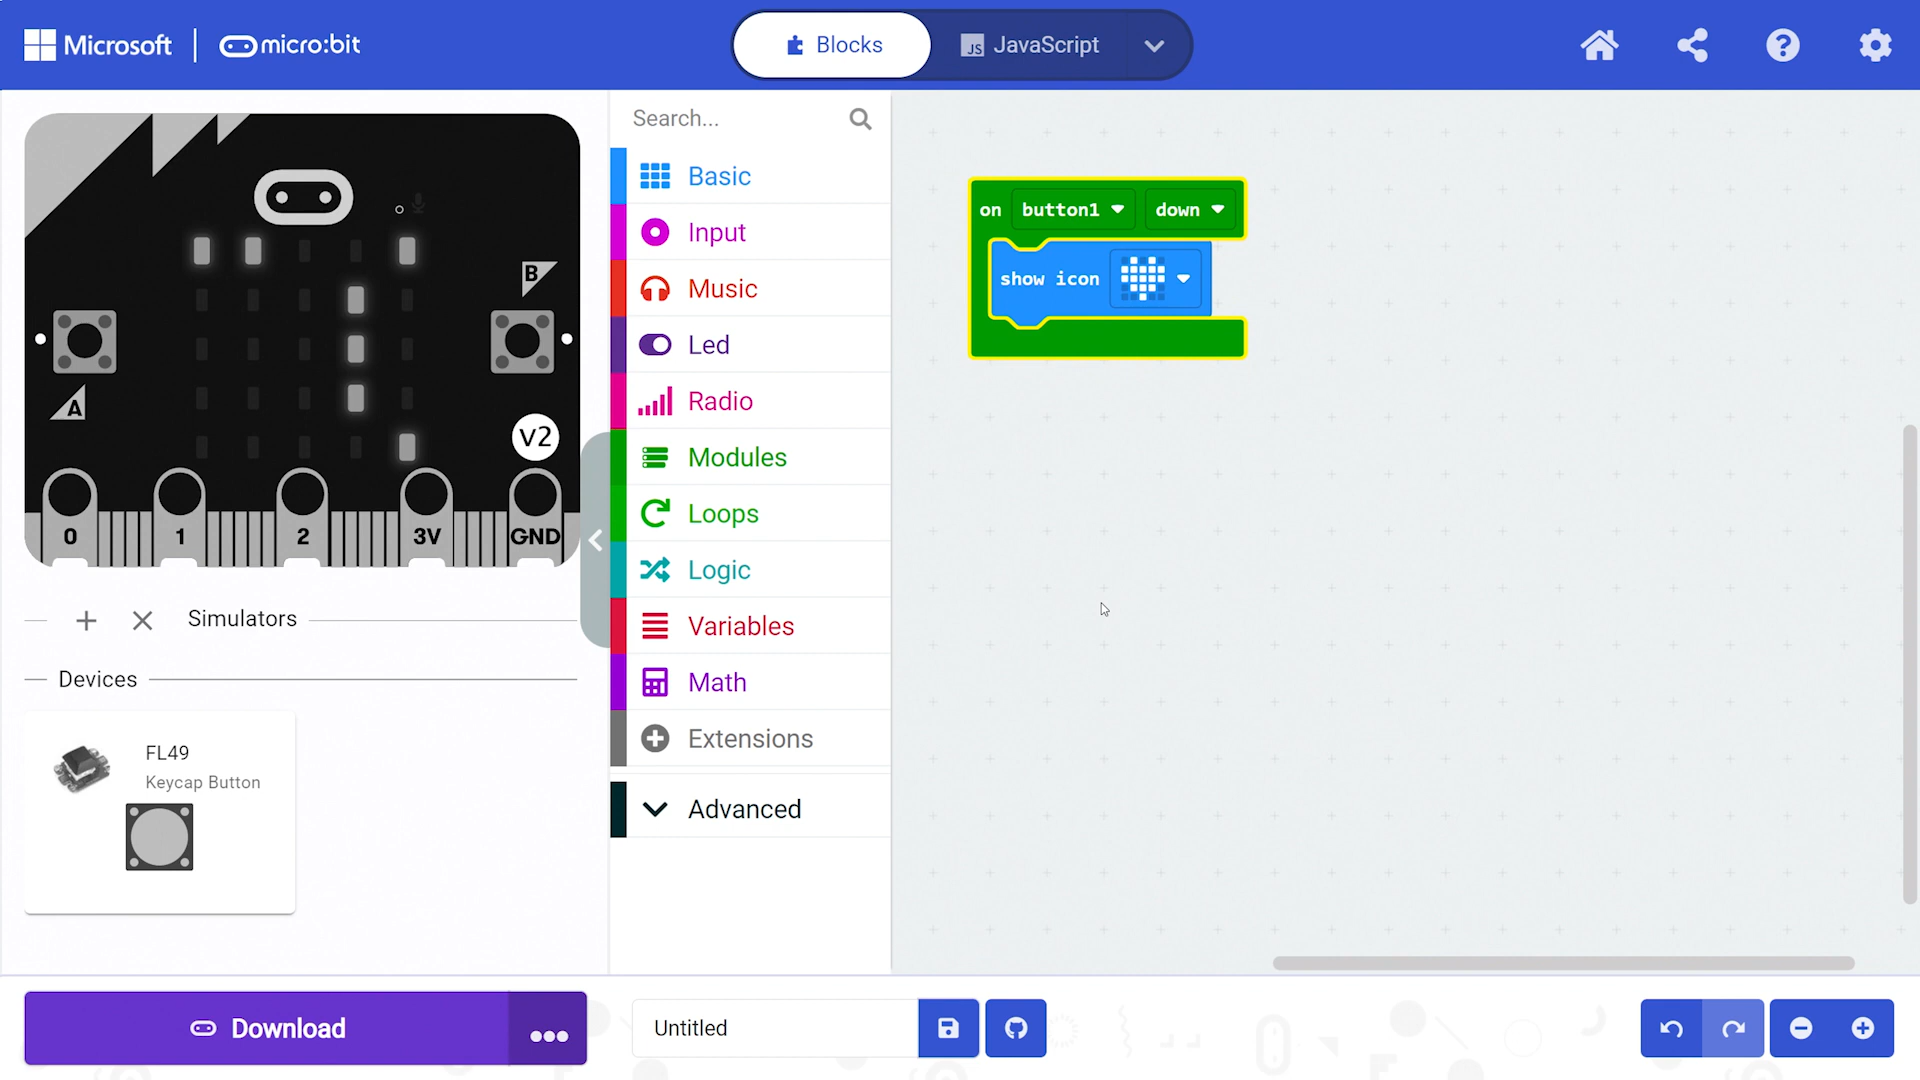 Microsoft
micro:bit
Blocks
JS
JavaScript
Search...
Basic
Input
Music
Led
Radio
Modules
Loops
Logic
Variables
Math
Extensions
Advanced
B
A
V2
0
1
2
3V
GND
Simulators
Devices
FL49
Keycap Button
on button1 down
show icon
Download
Untitled